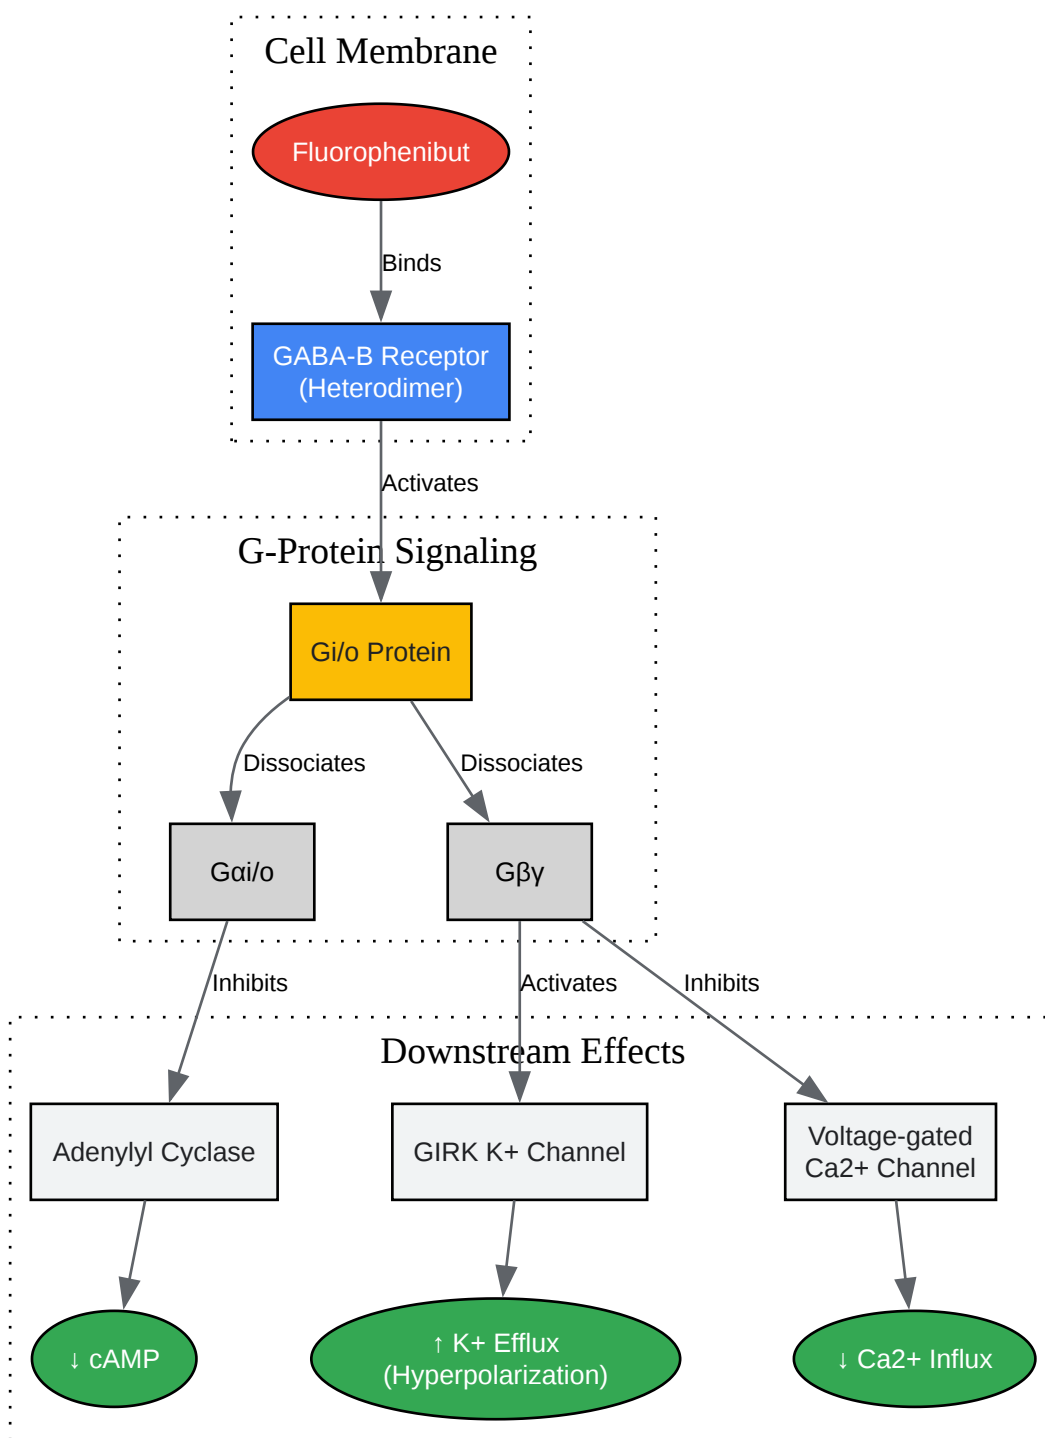 Cell Membrane
Fluorophenibut
Binds
GABA-B Receptor
(Heterodimer)
Activates
G-Protein Signaling
Gi/o Protein
Dissociates
Dissociates
Gαi/o
Gβγ
Inhibits
Activates
Inhibits
Downstream Effects
Adenylyl Cyclase
GIRK K+ Channel
Voltage-gated
Ca2+ Channel
↓ cAMP
↑ K+ Efflux
(Hyperpolarization)
↓ Ca2+ Influx